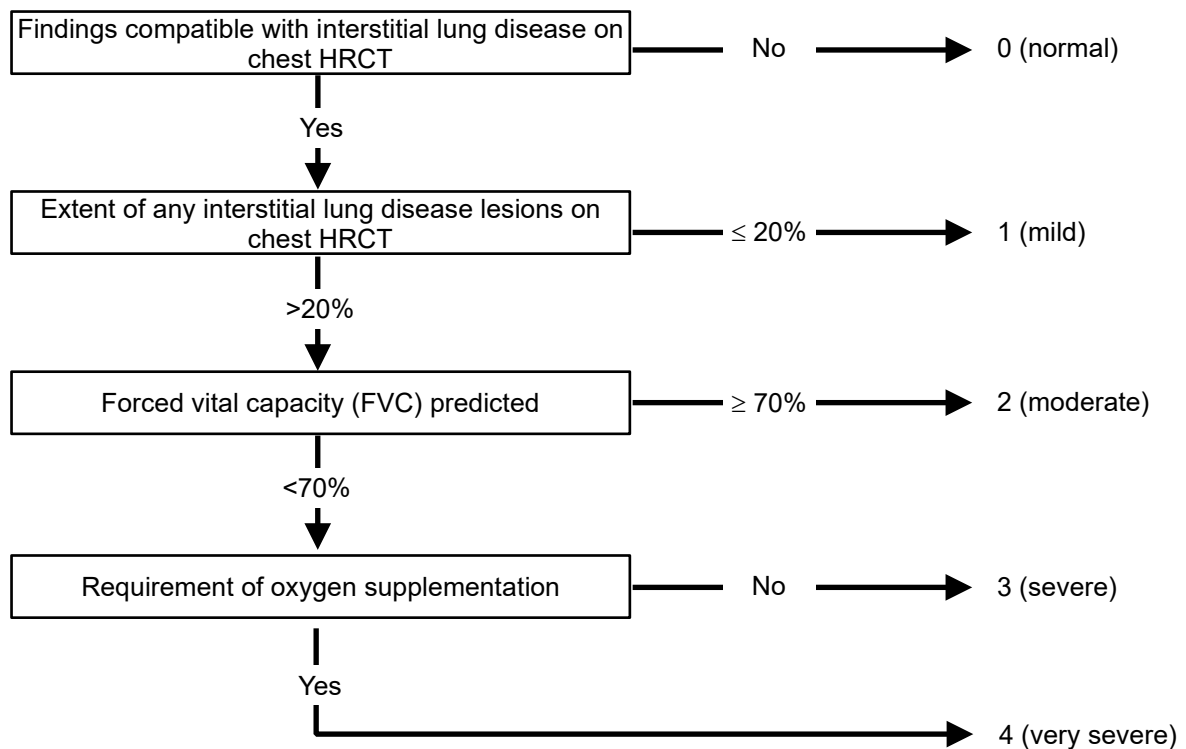 Findings compatible with interstitial lung disease on
chest HRCT
No
0 (normal)
Yes
Extent of any interstitial lung disease lesions on
chest HRCT
≤ 20%
1 (mild)
>20%
Forced vital capacity (FVC) predicted
≥ 70%
2 (moderate)
<70%
Requirement of oxygen supplementation
No
3 (severe)
Yes
4 (very severe)